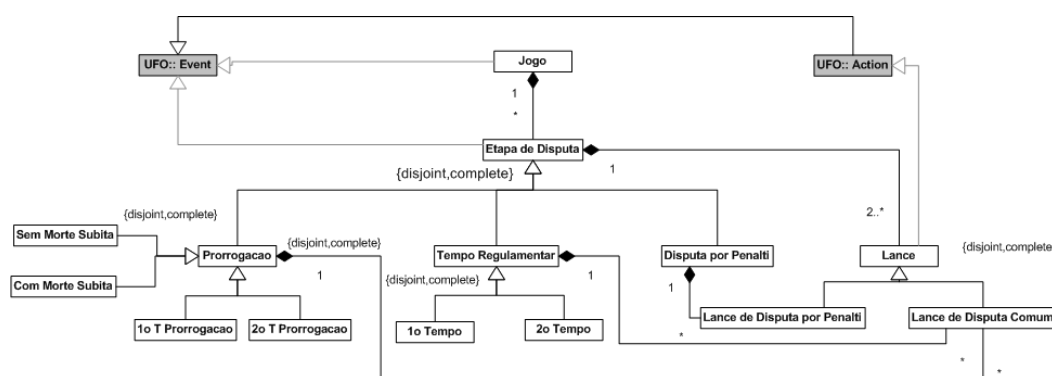 UFO:: Event
Jogo
UFO:: Action
1
*
Etapa de Disputa
1
{disjoint,complete}
2..*
{disjoint,complete}
Sem Morte Subita
{disjoint,complete}
{disjoint,complete
Prorrogacao
Tempo Regulamentar
Disputa por Penalti
Lance
1
{disjoint,complete}
1
1
Com Morte Subita
1o T Prorrogacao
2o T Prorrogacao
1o Tempo
2o Tempo
Lance de Disputa por Penalti
Lance de Disputa Comum
*
*
*
*